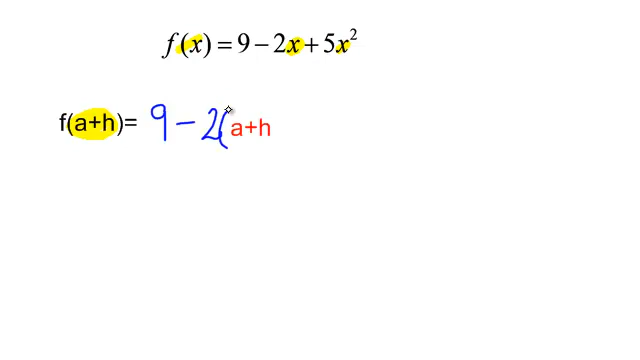 f(x) = 9 − 2x + 5x²
f(a+h)= 9 − 2(a+h